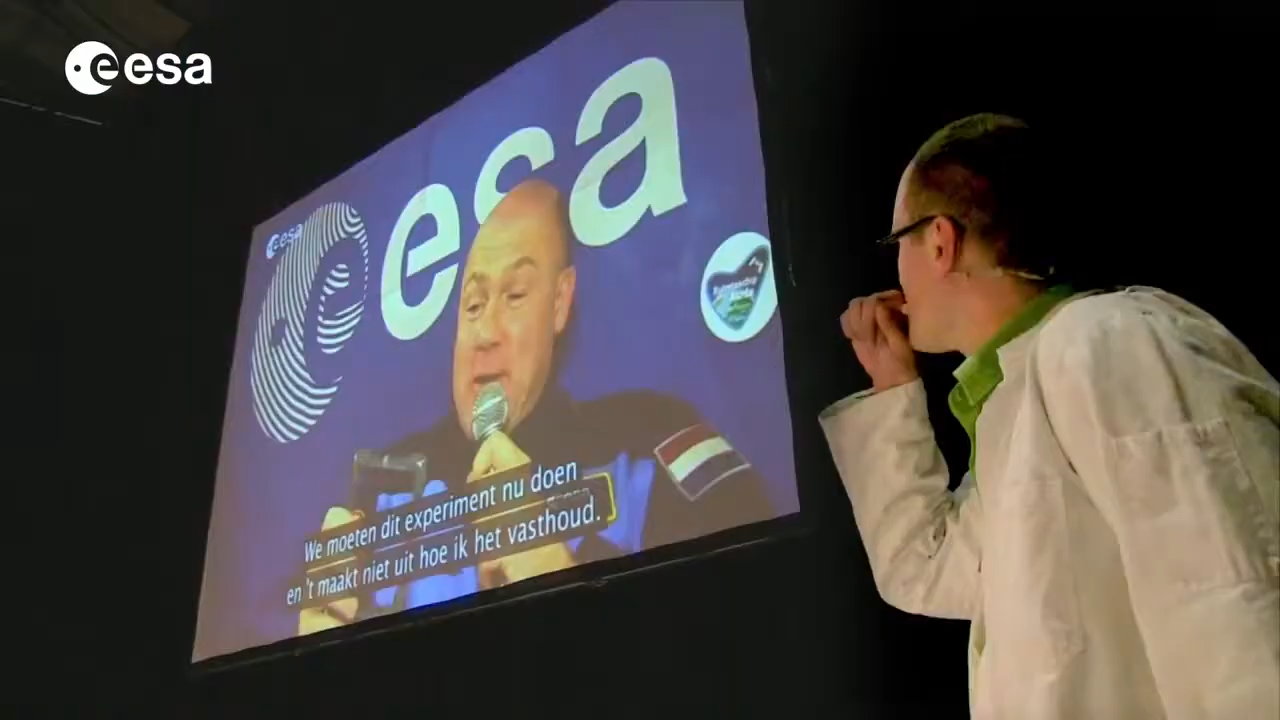 esa
esa
esa
We moeten dit experiment nu doen
en 't maakt niet uit hoe ik het vasthoud.